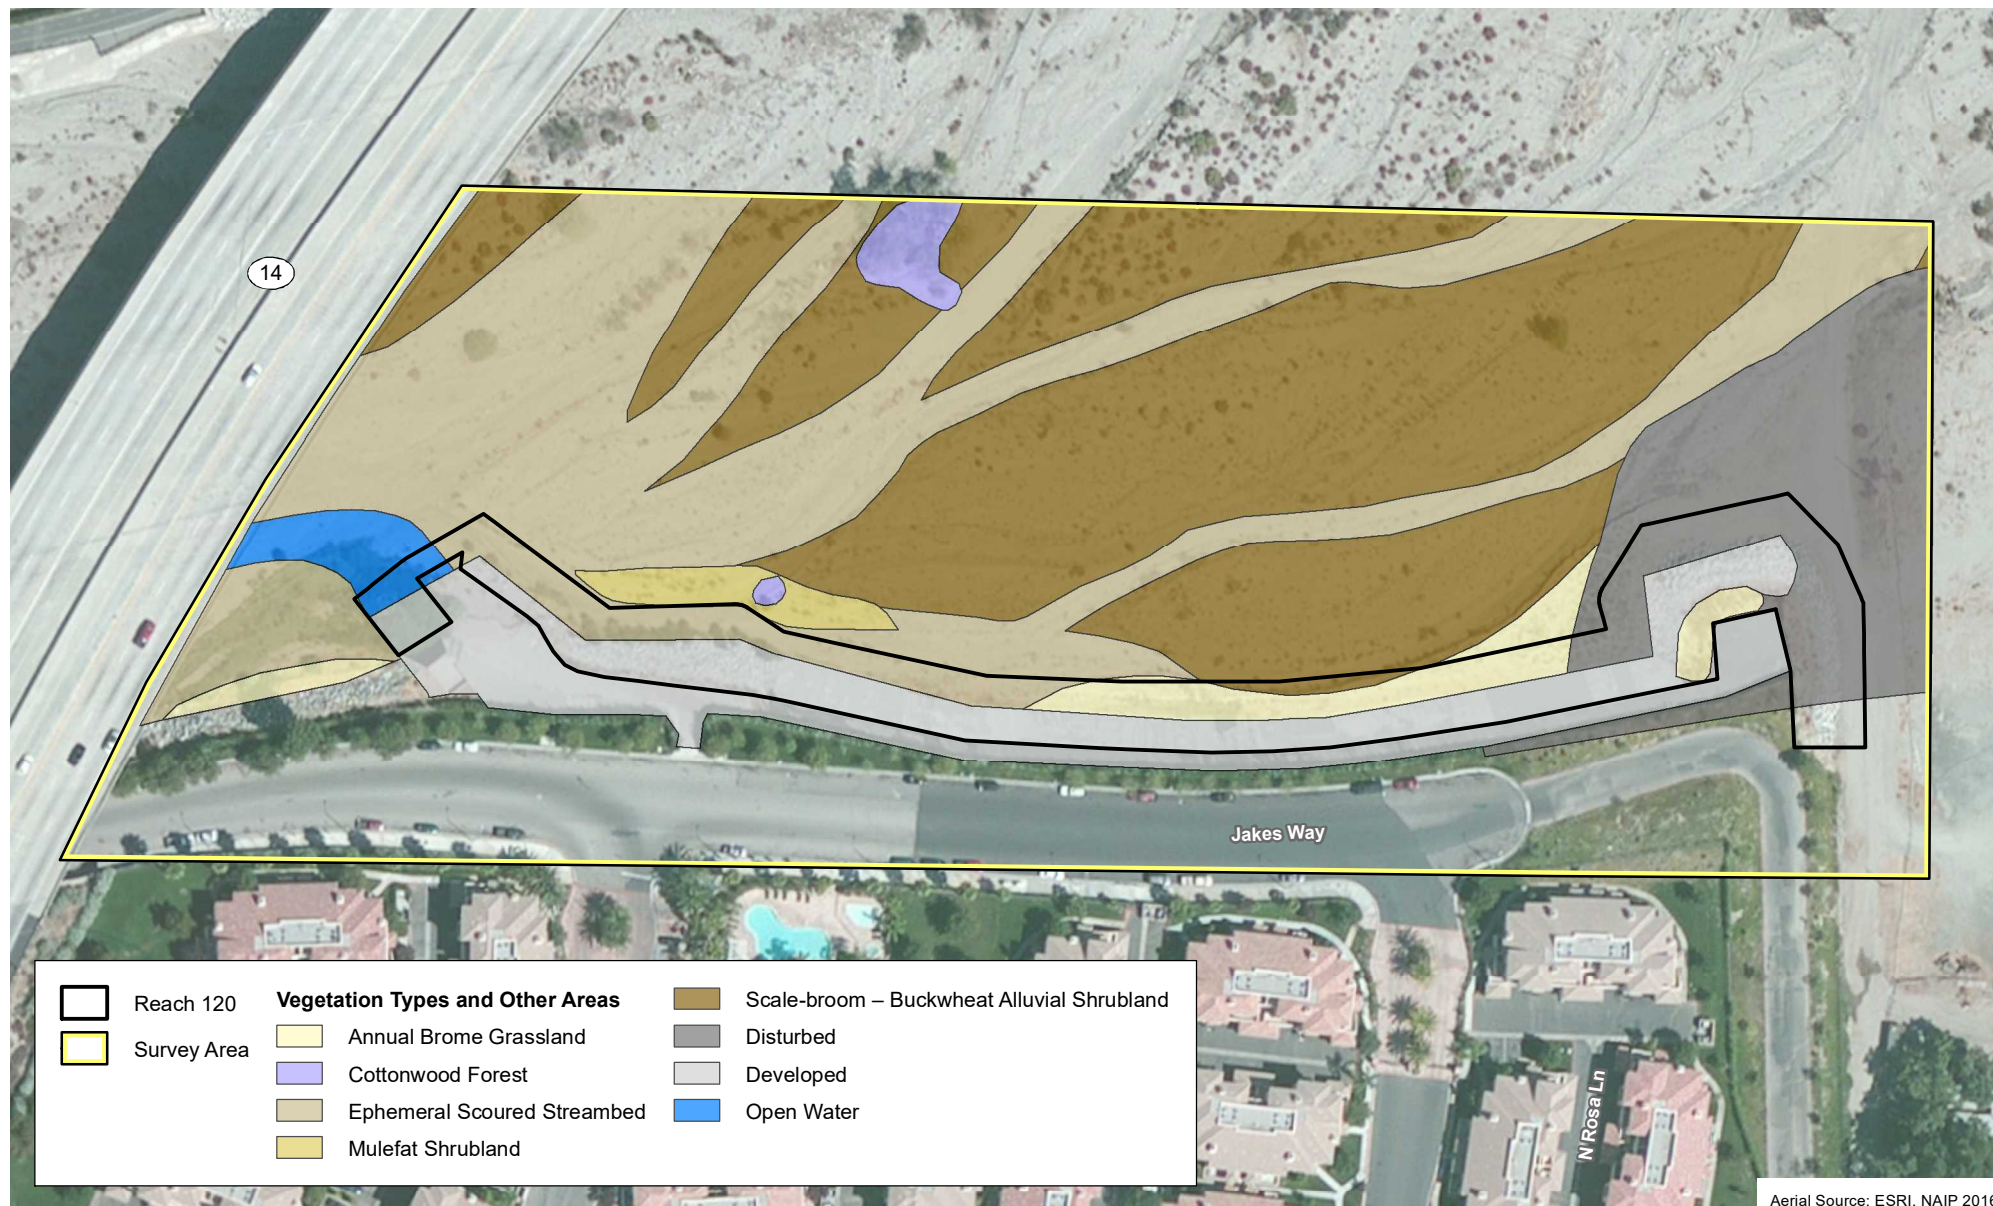 14
Jakes Way
N Rosa Ln
Reach 120
Survey Area
Vegetation Types and Other Areas
Annual Brome Grassland
Cottonwood Forest
Ephemeral Scoured Streambed
Mulefat Shrubland
Scale-broom – Buckwheat Alluvial Shrubland
Disturbed
Developed
Open Water
Aerial Source: ESRI, NAIP 2016